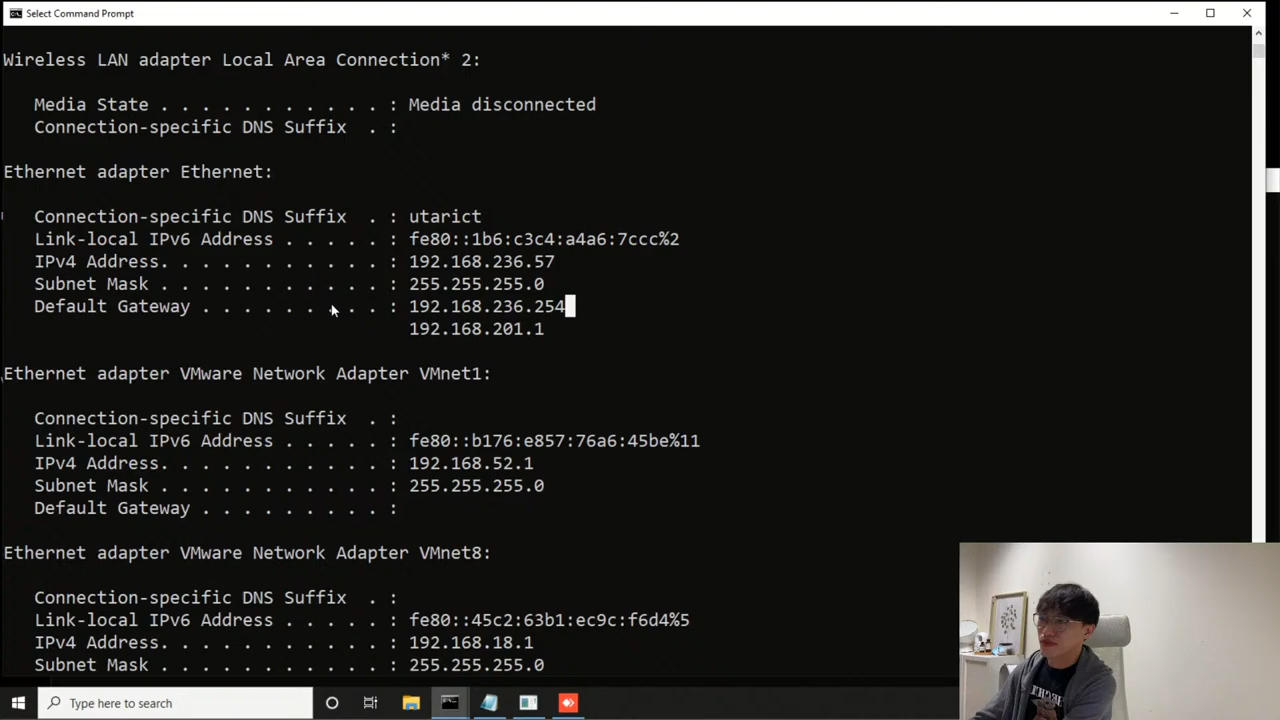 Select Command Prompt
Wireless LAN adapter Local Area Connection* 2:
Media State . . . . . . . . . . . : Media disconnected
Connection-specific DNS Suffix . :
Ethernet adapter Ethernet:
Connection-specific DNS Suffix . : utarict
Link-local IPv6 Address . . . . . : fe80::1b6:c3c4:a4a6:7ccc%2
IPv4 Address. . . . . . . . . . . : 192.168.236.57
Subnet Mask . . . . . . . . . . . : 255.255.255.0
Default Gateway . . . . . . . . . : 192.168.236.254
192.168.201.1
Ethernet adapter VMware Network Adapter VMnet1:
Connection-specific DNS Suffix . :
Link-local IPv6 Address . . . . . : fe80::b176:e857:76a6:45be%11
IPv4 Address. . . . . . . . . . . : 192.168.52.1
Subnet Mask . . . . . . . . . . . : 255.255.255.0
Default Gateway . . . . . . . . . :
Ethernet adapter VMware Network Adapter VMnet8:
Connection-specific DNS Suffix . :
Link-local IPv6 Address . . . . . : fe80::45c2:63b1:ec9c:f6d4%5
IPv4 Address. . . . . . . . . . . : 192.168.18.1
Subnet Mask . . . . . . . . . . . : 255.255.255.0
Type here to search